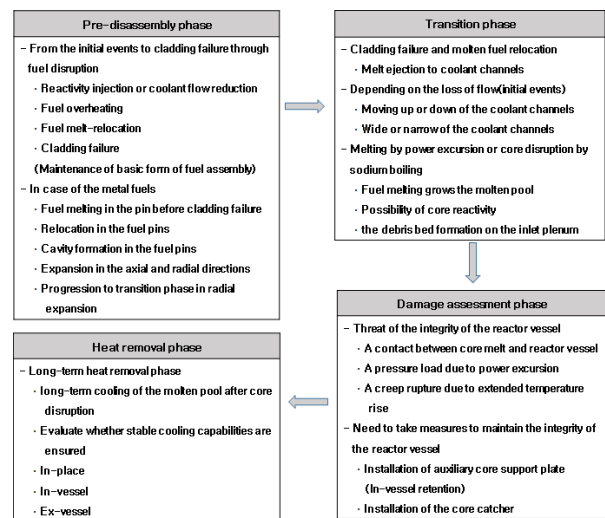 Pre-disassembly phase
- From the initial events to cladding failure through
fuel disruption
· Reactivity injection or coolant flow reduction
· Fuel overheating
· Fuel melt-relocation
· Cladding failure
(Maintenance of basic form of fuel assembly)
- In case of the metal fuels
· Fuel melting in the pin before cladding failure
· Relocation in the fuel pins
· Cavity formation in the fuel pins
· Expansion in the axial and radial directions
· Progression to transition phase in radial
expansion
Transition phase
- Cladding failure and molten fuel relocation
· Melt ejection to coolant channels
- Depending on the loss of flow(initial events)
· Moving up or down of the coolant channels
· Wide or narrow of the coolant channels
- Melting by power excursion or core disruption by
sodium boiling
· Fuel melting grows the molten pool
· Possibility of core reactivity
· the debris bed formation on the inlet plenum
Damage assessment phase
- Threat of the integrity of the reactor vessel
· A contact between core melt and reactor vessel
· A pressure load due to power excursion
· A creep rupture due to extended temperature
rise
- Need to take measures to maintain the integrity of
the reactor vessel
· Installation of auxiliary core support plate
(In-vessel retention)
· Installation of the core catcher
Heat removal phase
- Long-term heat removal phase
· long-term cooling of the molten pool after core
disruption
· Evaluate whether stable cooling capabilities are
ensured
· In-place
· In-vessel
· Ex-vessel